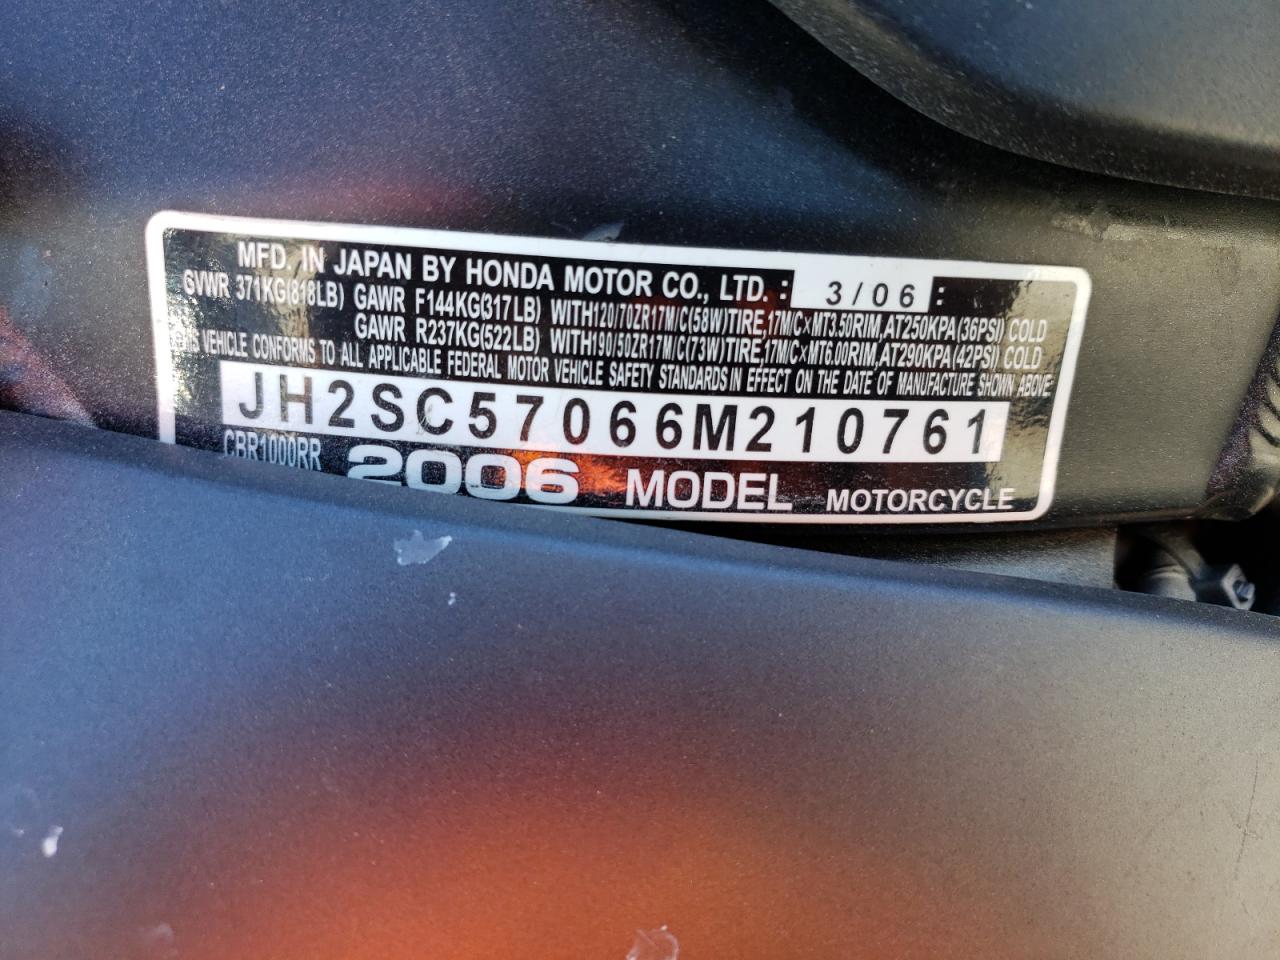 MFD. IN JAPAN BY HONDA MOTOR CO., LTD. : 3/06 :
GVWR 371KG(818LB) GAWR F144KG(317LB) WITH120/70ZR17M/C(58W)TIRE,17M/C×MT3.50RIM,AT250KPA(36PSI) COLD
GAWR R237KG(522LB) WITH190/50ZR17M/C(73W)TIRE,17M/C×MT6.00RIM,AT290KPA(42PSI) COLD
THIS VEHICLE CONFORMS TO ALL APPLICABLE FEDERAL MOTOR VEHICLE SAFETY STANDARDS IN EFFECT ON THE DATE OF MANUFACTURE SHOWN ABOVE
JH2SC57066M210761
CBR1000RR 2006 MODEL MOTORCYCLE